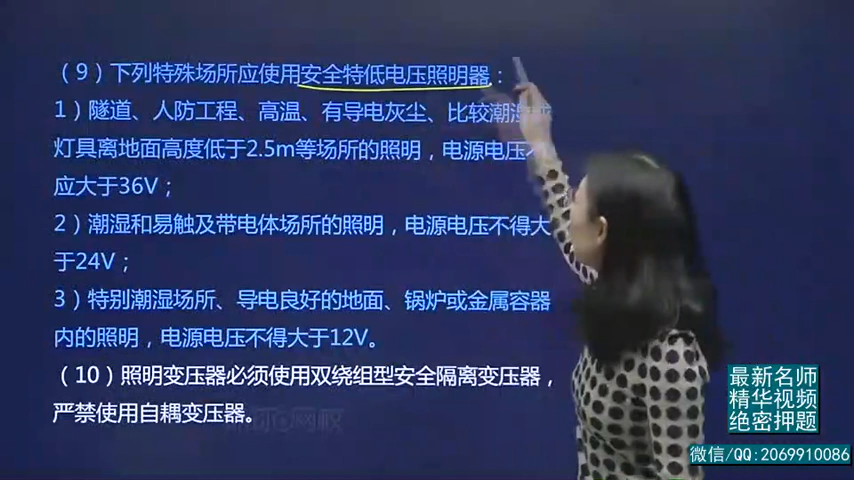 （9）下列特殊场所应使用安全特低电压照明器：
1）隧道、人防工程、高温、有导电灰尘、比较潮湿
灯具离地面高度低于2.5m等场所的照明，电源电压不
应大于36V；
2）潮湿和易触及带电体场所的照明，电源电压不得大
于24V；
3）特别潮湿场所、导电良好的地面、锅炉或金属容器
内的照明，电源电压不得大于12V。
（10）照明变压器必须使用双绕组型安全隔离变压器，
严禁使用自耦变压器。
最新名师
精华视频
绝密押题
微信/QQ:2069910086